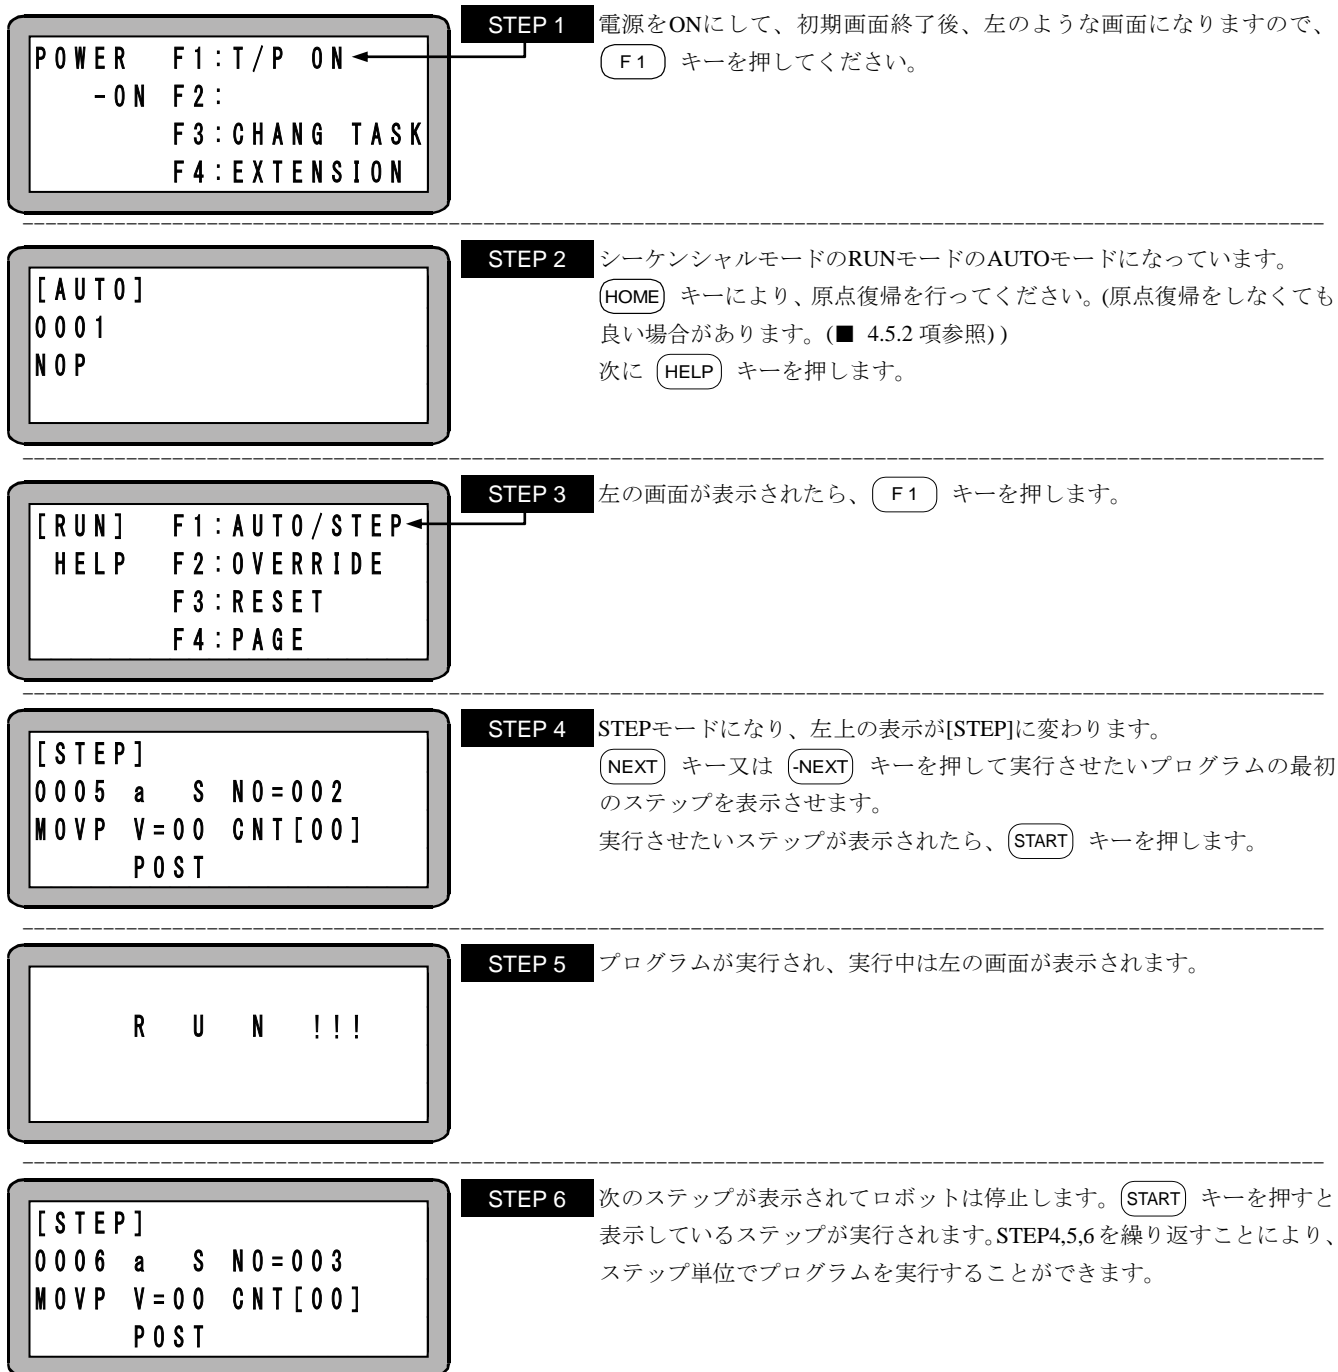 STEP 1 電源をONにして、初期画面終了後、左のような画面になりますので、
F 1 キーを押してください。
POWER F1:T/P ON
-ON F2:
F3:CHANG TASK
F4:EXTENSION
STEP 2 シーケンシャルモードのRUNモードのAUTOモードになっています。
HOME キーにより、原点復帰を行ってください。(原点復帰をしなくても
良い場合があります。(■ 4.5.2 項参照) )
次に HELP キーを押します。
[AUTO]
0001
NOP
STEP 3 左の画面が表示されたら、 F 1 キーを押します。
[RUN] F1:AUTO/STEP
HELP F2:OVERRIDE
F3:RESET
F4:PAGE
STEP 4 STEPモードになり、左上の表示が[STEP]に変わります。
NEXT キー又は -NEXT キーを押して実行させたいプログラムの最初
のステップを表示させます。
実行させたいステップが表示されたら、 START キーを押します。
[STEP]
0005 a S NO=002
MOVP V=00 CNT[00]
POST
STEP 5 プログラムが実行され、実行中は左の画面が表示されます。
R U N !!!
STEP 6 次のステップが表示されてロボットは停止します。 START キーを押すと
表示しているステップが実行されます。STEP4,5,6 を繰り返すことにより、
ステップ単位でプログラムを実行することができます。
[STEP]
0006 a S NO=003
MOVP V=00 CNT[00]
POST